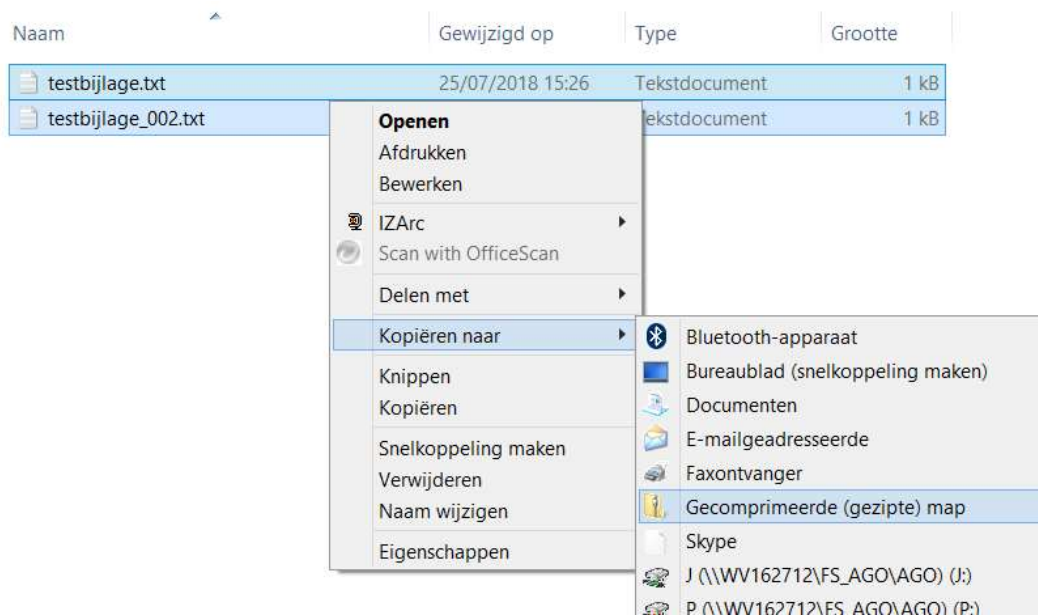 Naam Gewijzigd op Type Grootte
testbijlage.txt 25/07/2018 15:26 Tekstdocument 1 kB
testbijlage_002.txt ekstdocument 1 kB
Openen
Afdrukken
Bewerken
IZArc
Scan with OfficeScan
Delen met
Kopiëren naar
Knippen
Kopiëren
Snelkoppeling maken
Verwijderen
Naam wijzigen
Eigenschappen
Bluetooth-apparaat
Bureaublad (snelkoppeling maken)
Documenten
E-mailgeadresseerde
Faxontvanger
Gecomprimeerde (gezipte) map
Skype
J (\\WV162712\FS_AGO\AGO) (J:)
P (\\WV162712\FS_AGO\AGO) (P:)